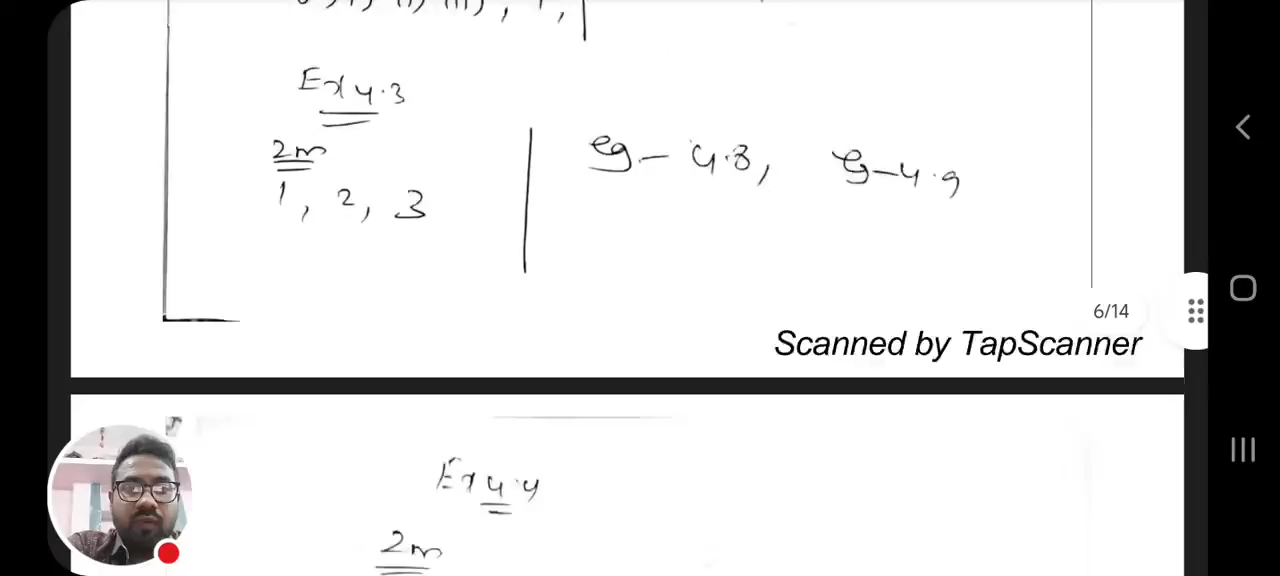 Ex 4.3
2m
1, 2, 3
eg - 4.8, eg - 4.9
6/14
Scanned by TapScanner
Ex 4.4
2m